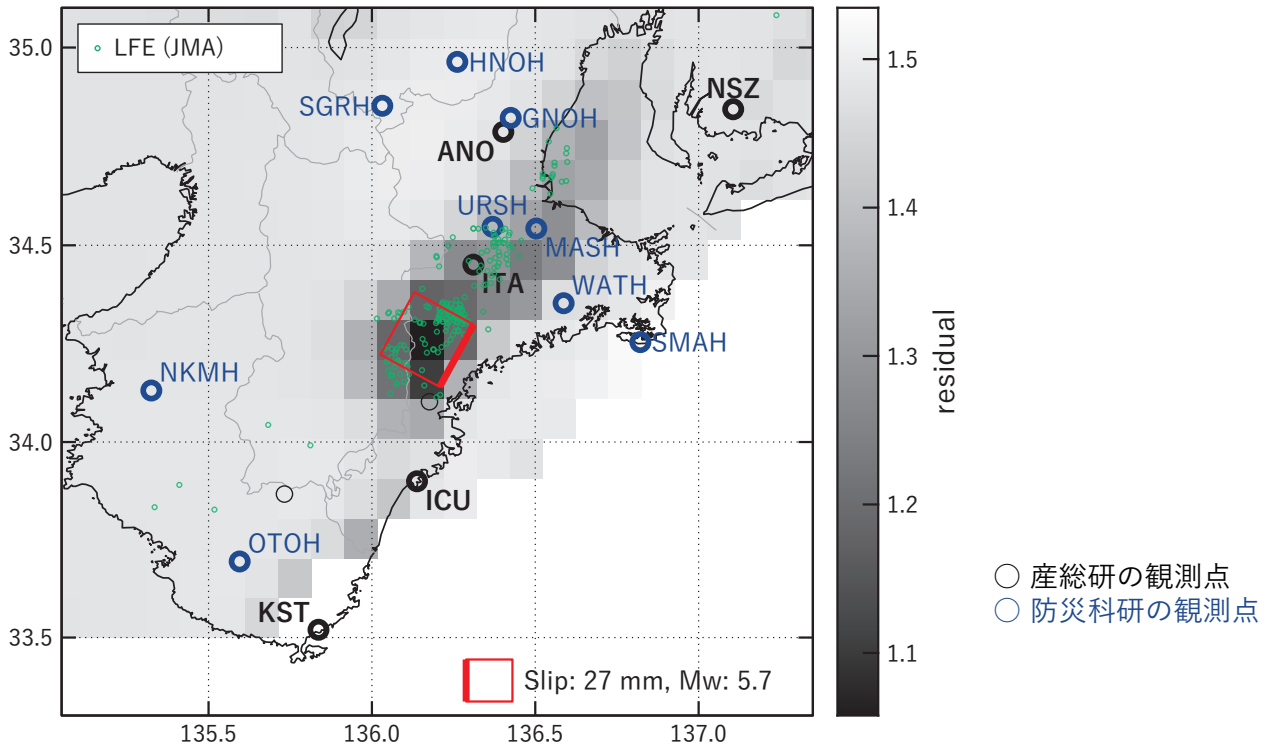 LFE (JMA)
HNOH
SGRH
GNOH
NSZ
ANO
URSH
MASH
ITA
WATH
SMAH
NKMH
ICU
OTOH
KST
Slip: 27 mm, Mw: 5.7
35.0
34.5
34.0
33.5
135.5
136.0
136.5
137.0
1.5
1.4
1.3
1.2
1.1
residual
産総研の観測点
防災科研の観測点